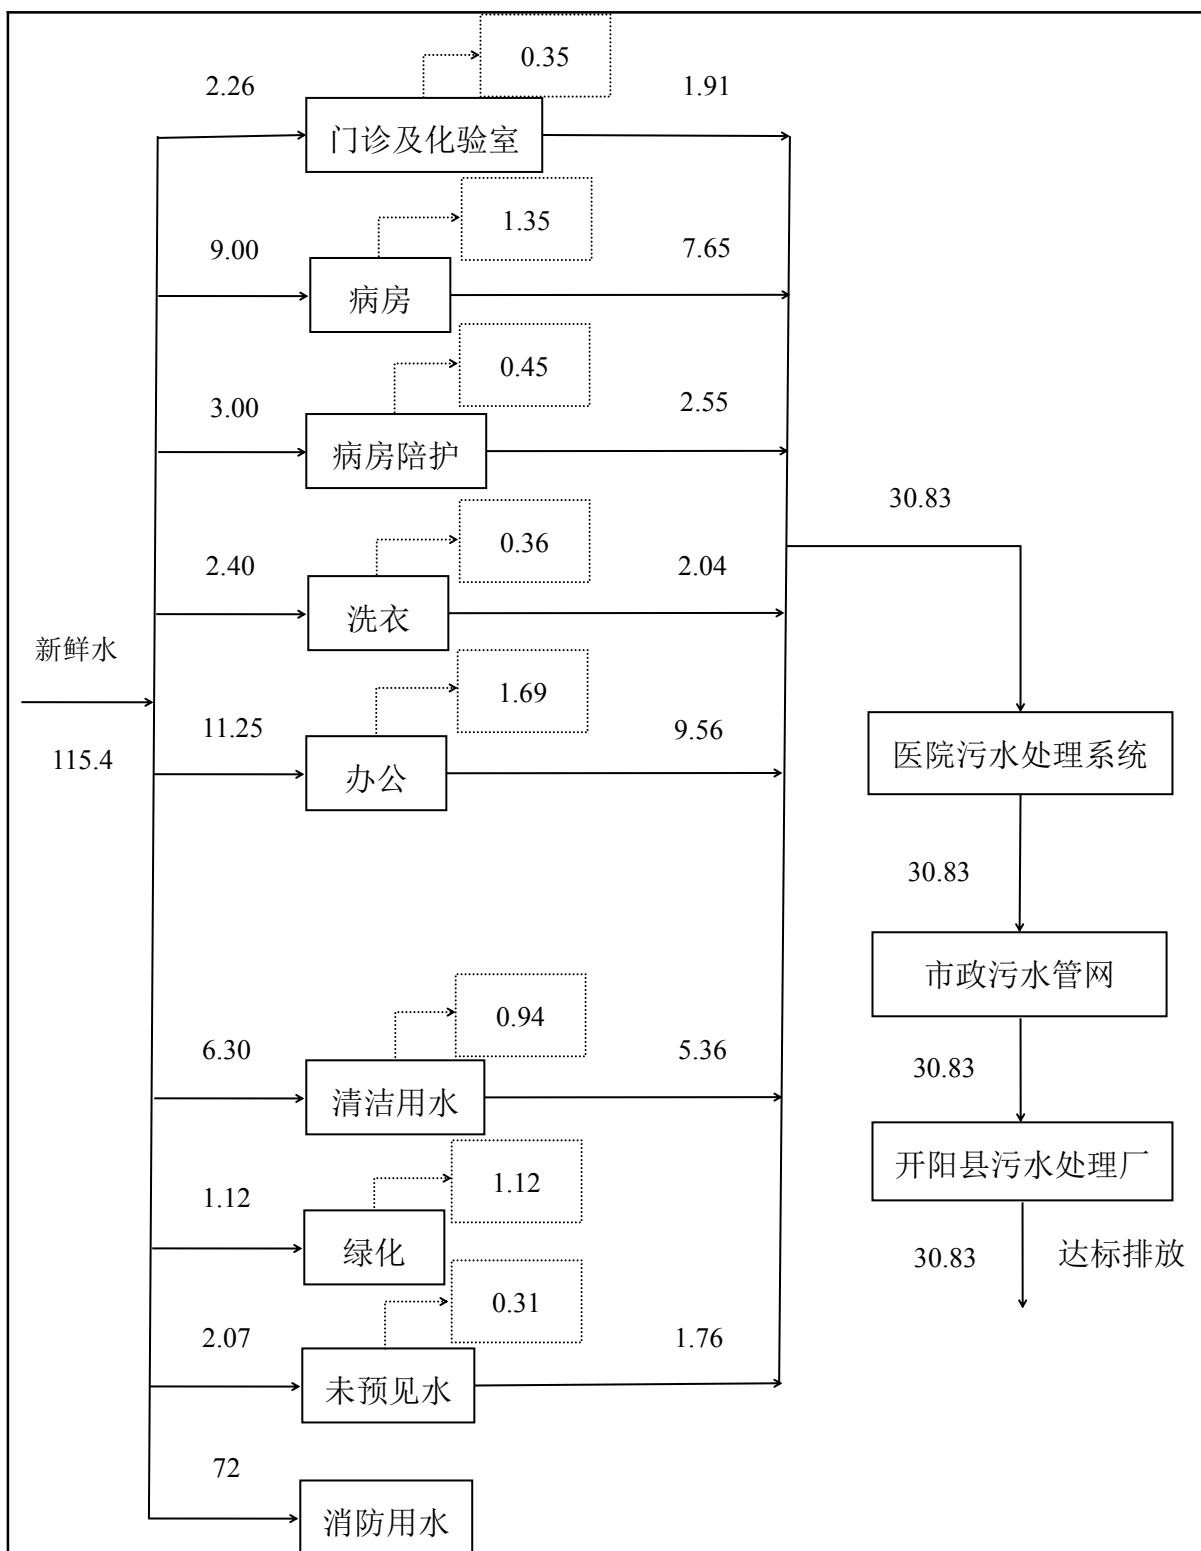 0.35
2.26
1.91
门诊及化验室
1.35
9.00
7.65
病房
0.45
3.00
2.55
病房陪护
30.83
0.36
2.40
2.04
洗衣
新鲜水
1.69
11.25
9.56
115.4
办公
医院污水处理系统
30.83
市政污水管网
0.94
6.30
5.36
30.83
清洁用水
开阳县污水处理厂
1.12
1.12
绿化
30.83
达标排放
0.31
2.07
1.76
未预见水
72
消防用水